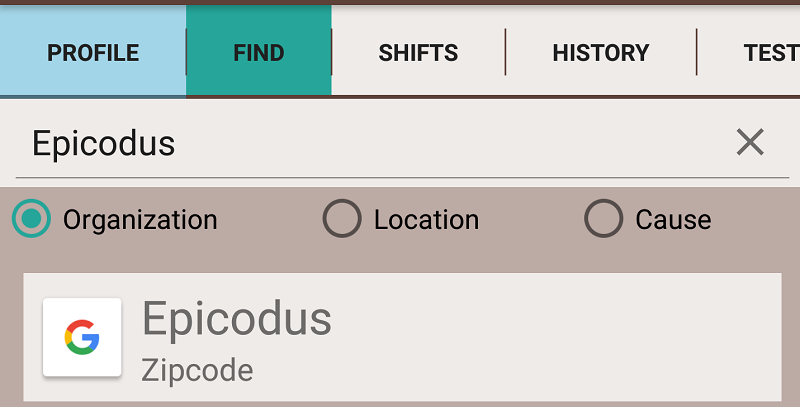 PROFILE FIND SHIFTS HISTORY TEST
Epicodus
Organization Location Cause
Epicodus
Zipcode